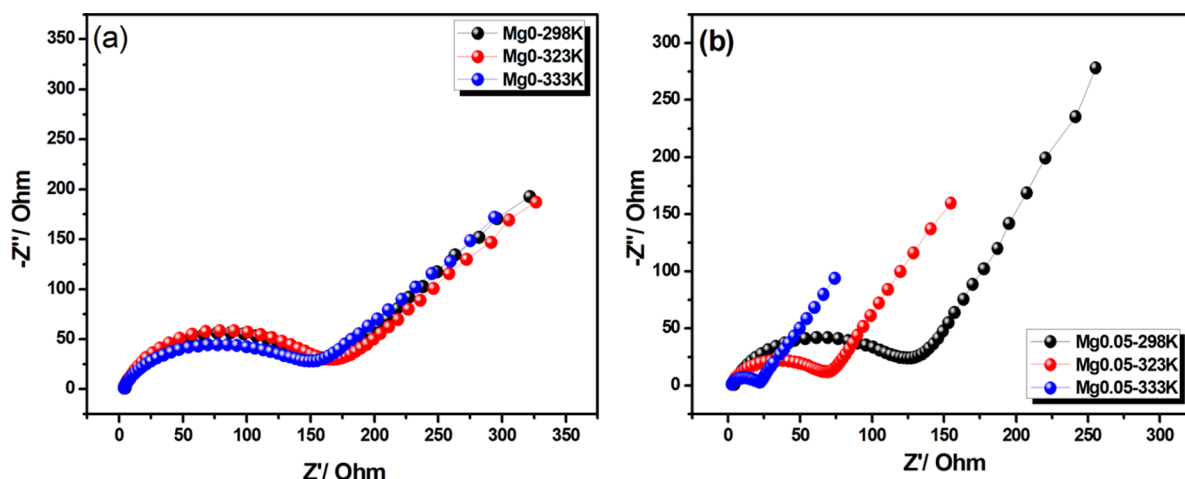 (a)
Mg0-298K
Mg0-323K
Mg0-333K
-Z''/ Ohm
350
300
250
200
150
100
50
0
0 50 100 150 200 250 300 350
Z'/ Ohm
(b)
Mg0.05-298K
Mg0.05-323K
Mg0.05-333K
-Z''/ Ohm
300
250
200
150
100
50
0
0 50 100 150 200 250 300
Z'/ Ohm